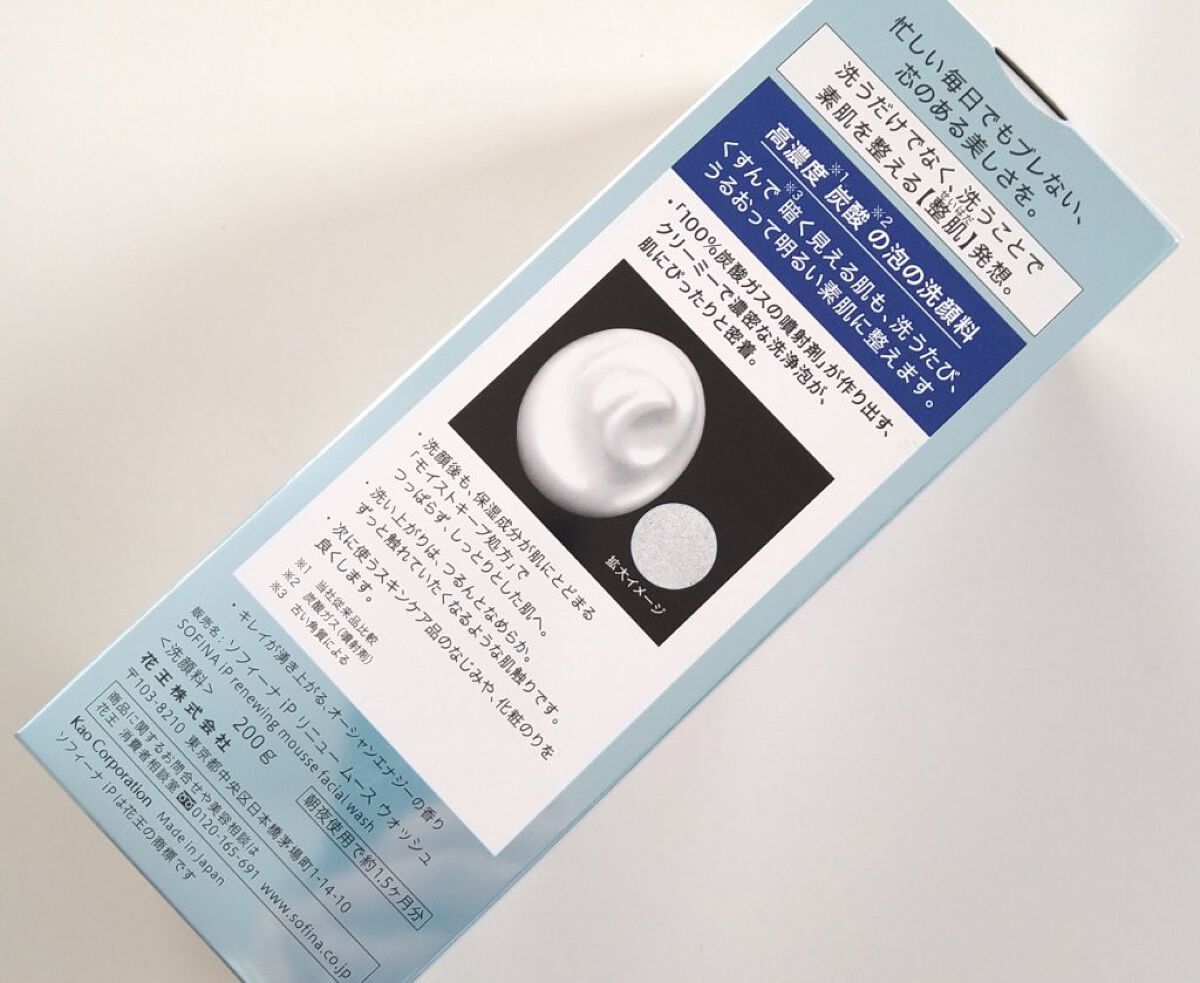 忙しい毎日でもブレない、
芯のある美しさを。
洗うだけでなく、洗うことで
素肌を整える【整肌】発想。
せいはだ
高濃度※1炭酸※2の泡の洗顔料
くすんで※3暗く見える肌も、洗うたび、
うるおって明るい素肌に整えます。
・「100%炭酸ガスの噴射剤」が作り出す、
クリーミーで濃密な洗浄泡が、
肌にぴったりと密着。
拡大イメージ
・洗顔後も、保湿成分が肌にとどまる
「モイストキープ処方」で
つっぱらず、しっとりとした肌へ。
・洗い上がりは、つるんとなめらか。
ずっと触れていたくなるような肌触りです。
・次に使うスキンケア品のなじみや、化粧のりを
良くします。
※1 当社従来品比較
※2 炭酸ガス(噴射剤)
※3 古い角質による
・キレイが湧き上がる、オーシャンエナジーの香り
販売名:ソフィーナ iP リニュー ムース ウォッシュ
SOFINA iP renewing mousse facial wash
<洗顔料> 200g
朝夜使用で約1.5ケ月分
花王株式会社
〒103-8210 東京都中央区日本橋茅場町1-14-10
商品に関するお問合せや美容相談は
花王 消費者相談室 0120-165-691 www.sofina.co.jp
Kao Corporation Made in Japan
ソフィーナ iP は花王の商標です